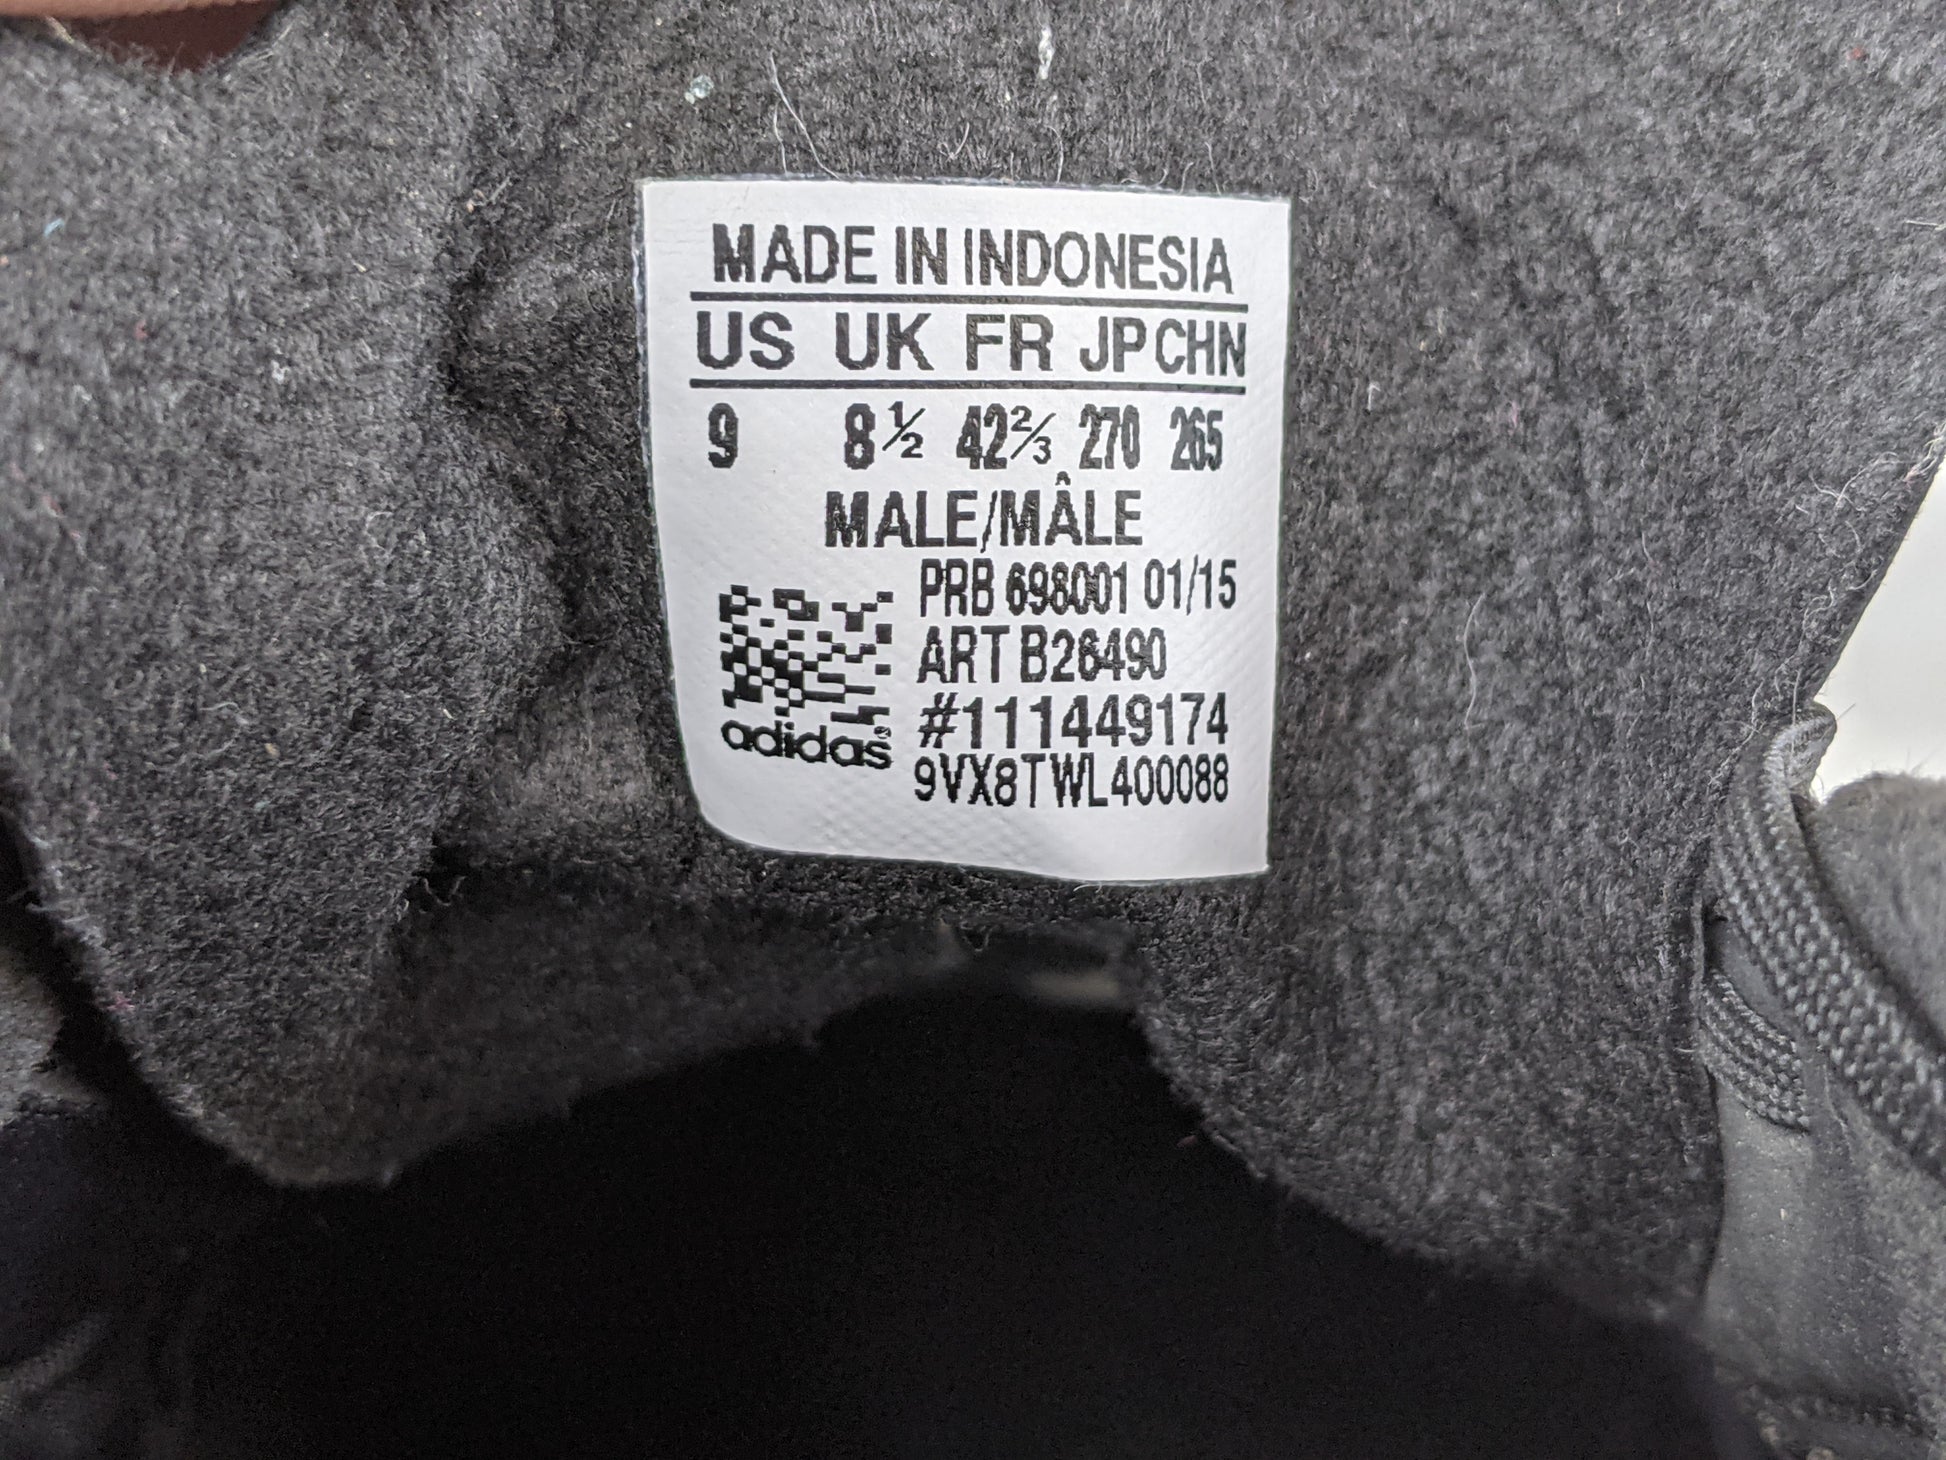 MADE IN INDONESIA
US UK FR JP CHN
9 8½ 42⅔ 270 265
MALE/MÂLE
PRB 698001 01/15
ART B26490
#111449174
adidas
9VX8TWL400088